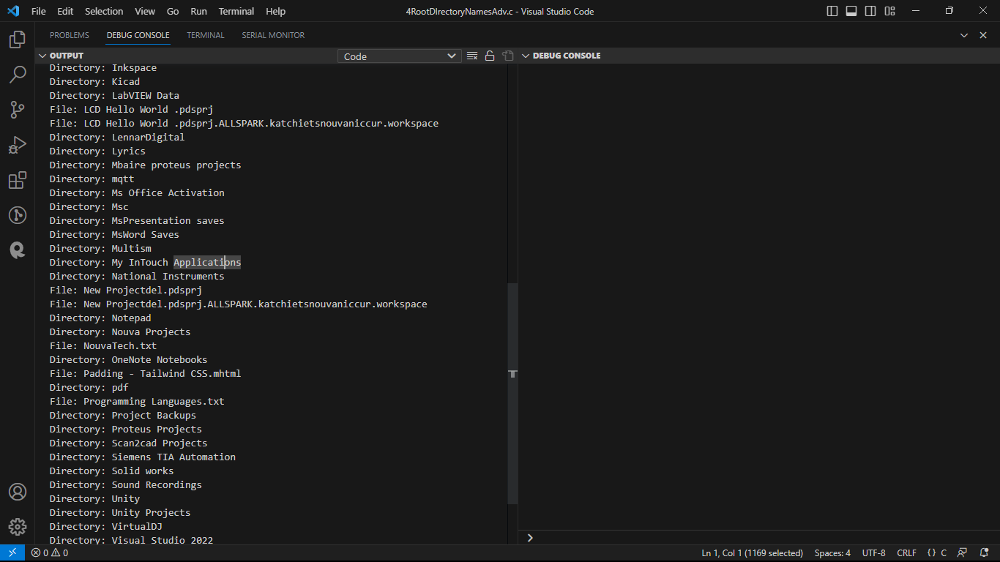 File Edit Selection View Go Run Terminal Help 4RootDIrectoryNamesAdv.c - Visual Studio Code
PROBLEMS DEBUG CONSOLE TERMINAL SERIAL MONITOR
OUTPUT Code DEBUG CONSOLE
Directory: Inkspace
Directory: Kicad
Directory: LabVIEW Data
File: LCD Hello World .pdsprj
File: LCD Hello World .pdsprj.ALLSPARK.katchietsnouvaniccur.workspace
Directory: LennarDigital
Directory: Lyrics
Directory: Mbaire proteus projects
Directory: mqtt
Directory: Ms Office Activation
Directory: Msc
Directory: MsPresentation saves
Directory: MsWord Saves
Directory: Multism
Directory: My InTouch Applications
Directory: National Instruments
File: New Projectdel.pdsprj
File: New Projectdel.pdsprj.ALLSPARK.katchietsnouvaniccur.workspace
Directory: Notepad
Directory: Nouva Projects
File: NouvaTech.txt
Directory: OneNote Notebooks
File: Padding - Tailwind CSS.mhtml
Directory: pdf
File: Programming Languages.txt
Directory: Project Backups
Directory: Proteus Projects
Directory: Scan2cad Projects
Directory: Siemens TIA Automation
Directory: Solid works
Directory: Sound Recordings
Directory: Unity
Directory: Unity Projects
Directory: VirtualDJ
Directory: Visual Studio 2022
0 0 Ln 1, Col 1 (1169 selected) Spaces: 4 UTF-8 CRLF {} C